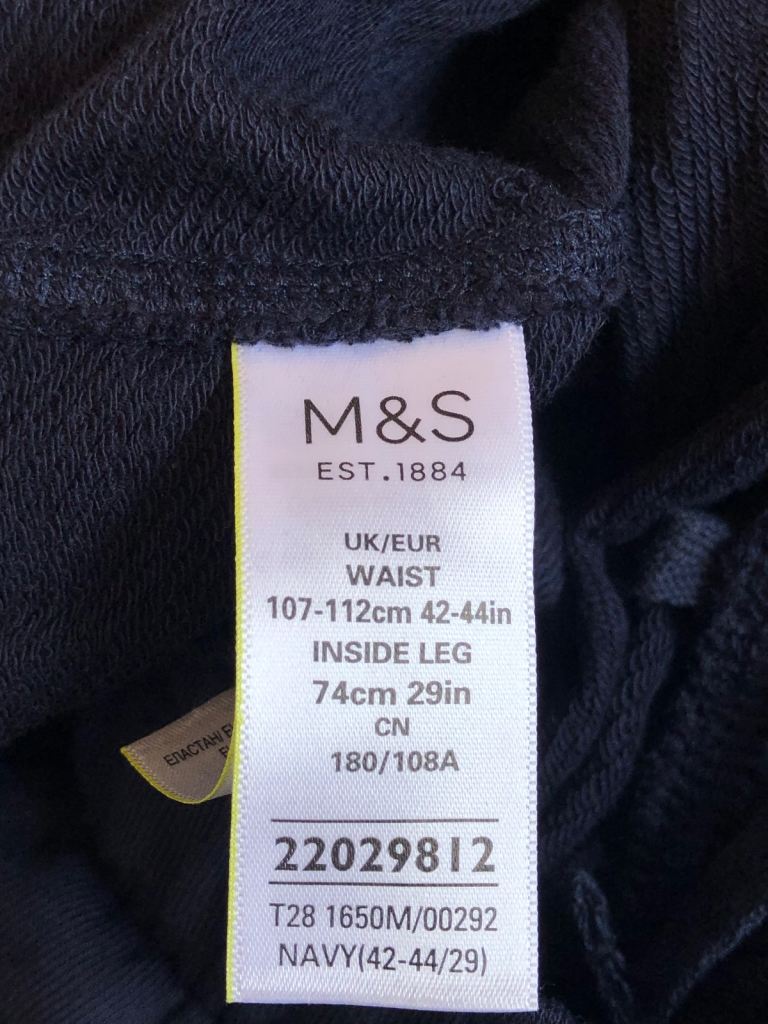 M&S
EST.1884
UK/EUR
WAIST
107-112cm 42-44in
INSIDE LEG
74cm 29in
CN
180/108A
22029812
T28 1650M/00292
NAVY(42-44/29)
ЕЛАСТАН/